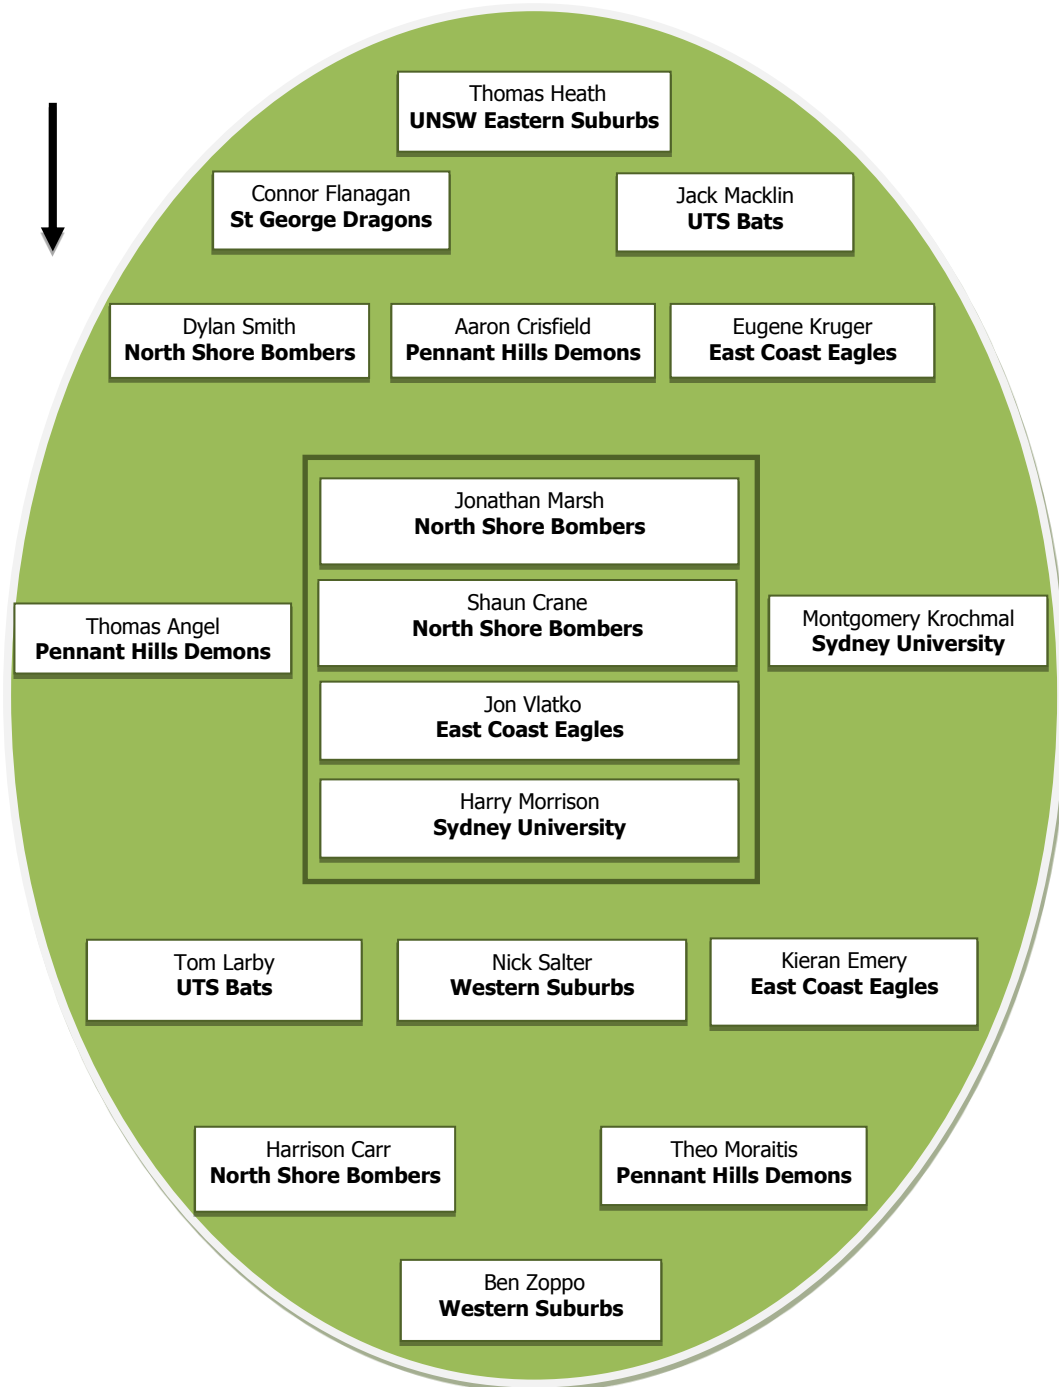 Thomas Heath
UNSW Eastern Suburbs
Connor Flanagan
St George Dragons
Jack Macklin
UTS Bats
Dylan Smith
North Shore Bombers
Aaron Crisfield
Pennant Hills Demons
Eugene Kruger
East Coast Eagles
Jonathan Marsh
North Shore Bombers
Shaun Crane
North Shore Bombers
Thomas Angel
Pennant Hills Demons
Montgomery Krochmal
Sydney University
Jon Vlatko
East Coast Eagles
Harry Morrison
Sydney University
Tom Larby
UTS Bats
Nick Salter
Western Suburbs
Kieran Emery
East Coast Eagles
Harrison Carr
North Shore Bombers
Theo Moraitis
Pennant Hills Demons
Ben Zoppo
Western Suburbs